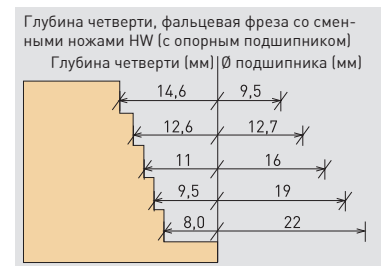 Глубина четверти, фальцевая фреза со смен-
ными ножами HW (с опорным подшипником)
Глубина четверти (мм) Ø подшипника (мм)
14,6 9,5
12,6 12,7
11 16
9,5 19
8,0 22